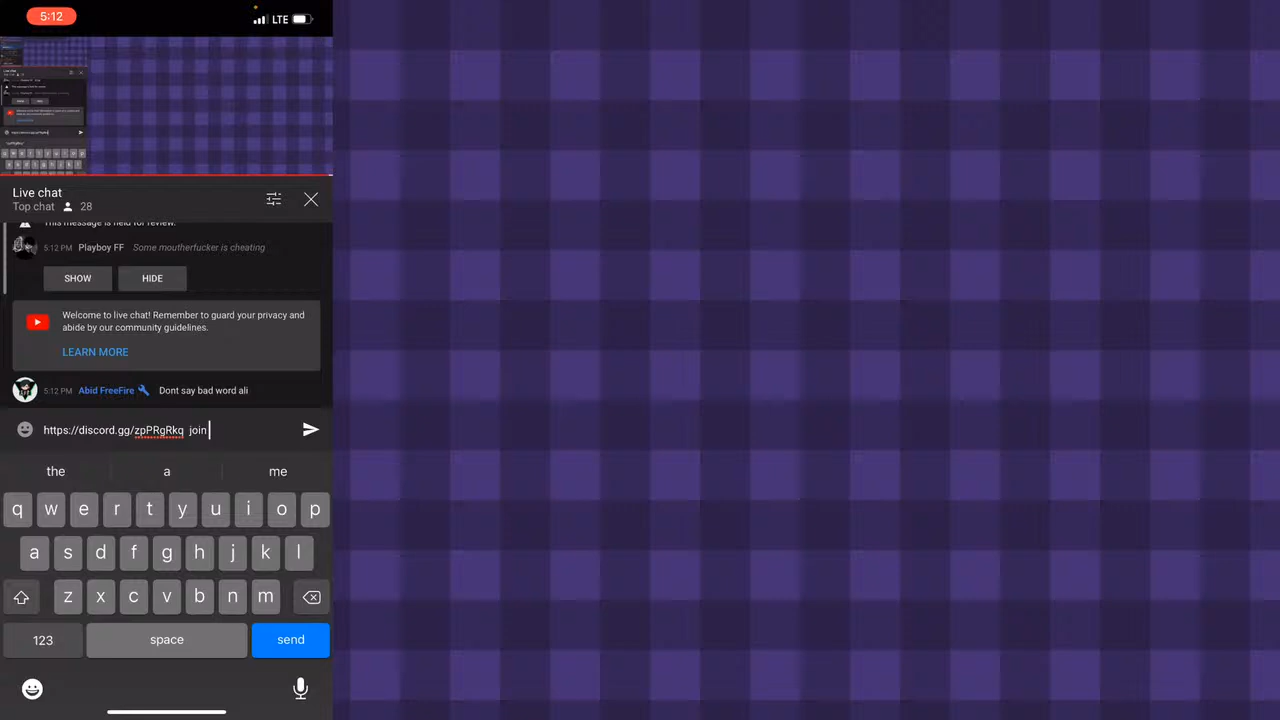 5:12
LTE
Live chat
Top chat 28
This message is held for review.
5:12 PM Playboy FF Some moutherfucker is cheating
SHOW HIDE
Welcome to live chat! Remember to guard your privacy and
abide by our community guidelines.
LEARN MORE
5:12 PM Abid FreeFire Dont say bad word ali
https://discord.gg/zpPRgRkq join
the a me
q w e r t y u i o p
a s d f g h j k l
z x c v b n m
123 space send